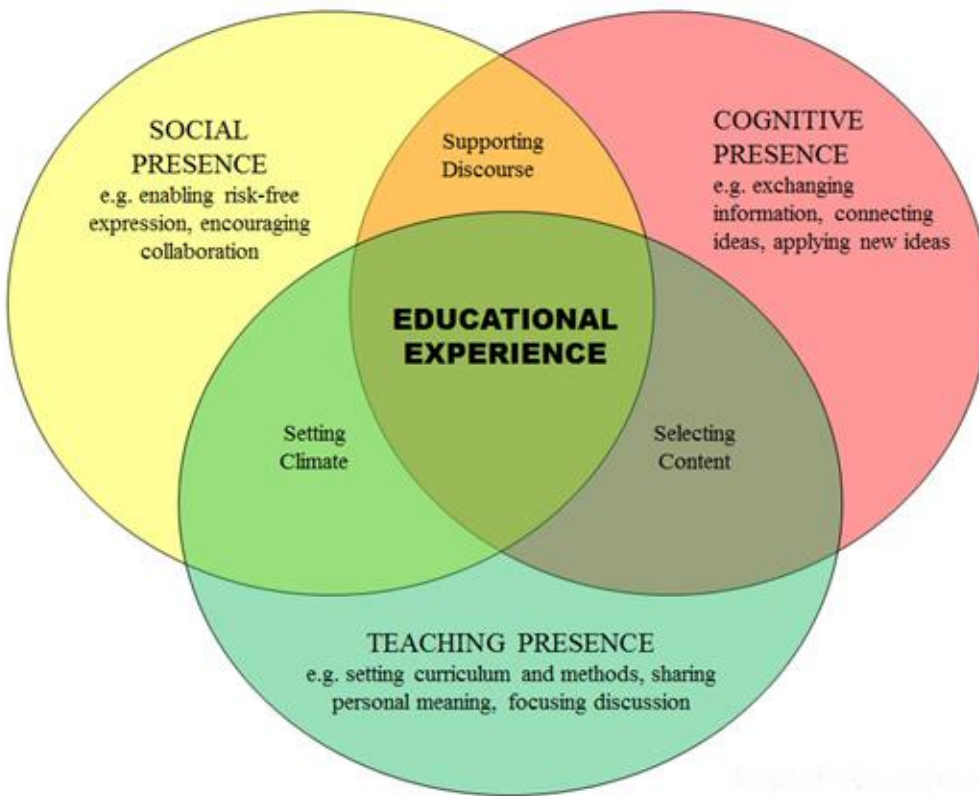 SOCIAL
PRESENCE
e.g. enabling risk-free
expression, encouraging
collaboration
Supporting
Discourse
COGNITIVE
PRESENCE
e.g. exchanging
information, connecting
ideas, applying new ideas
EDUCATIONAL
EXPERIENCE
Setting
Climate
Selecting
Content
TEACHING PRESENCE
e.g. setting curriculum and methods, sharing
personal meaning, focusing discussion